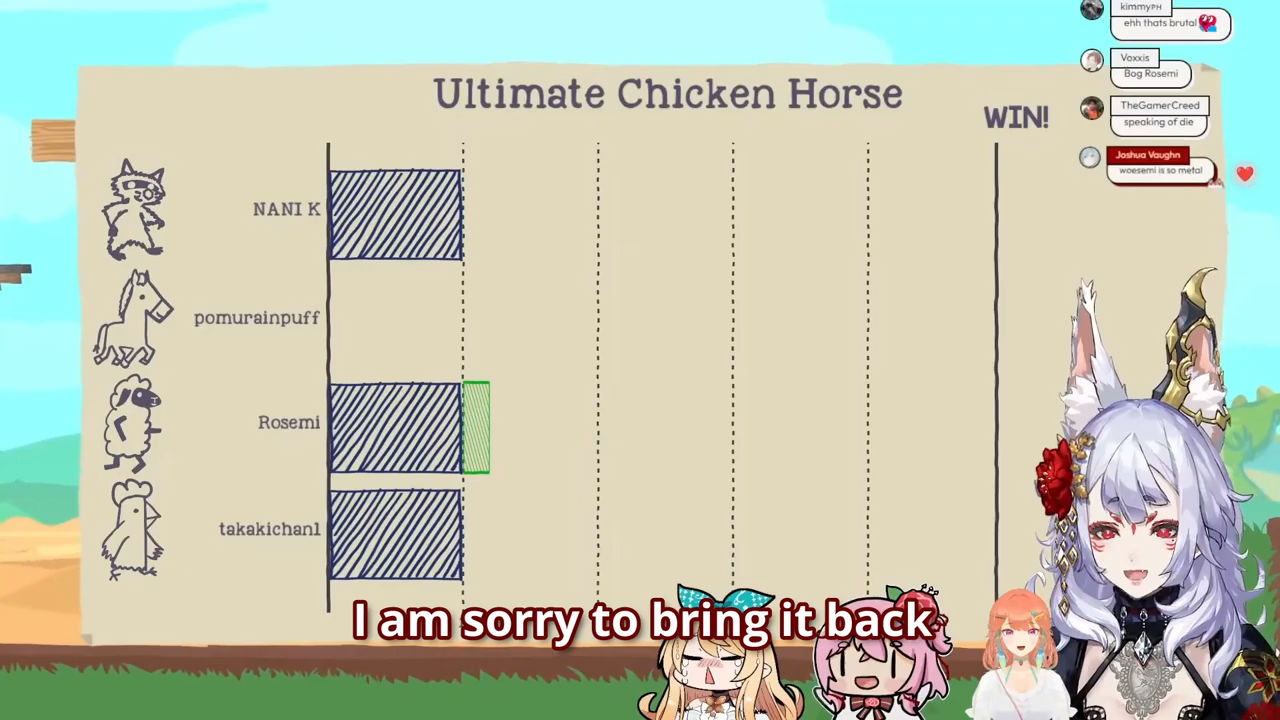 kimmyPH
ehh thats brutal
Voxxis
Bog Rosemi
TheGamerCreed
speaking of die
Joshua Vaughn
woesemi is so metal
Ultimate Chicken Horse
WIN!
NANI K
pomurainpuff
Rosemi
takakichan1
I am sorry to bring it back